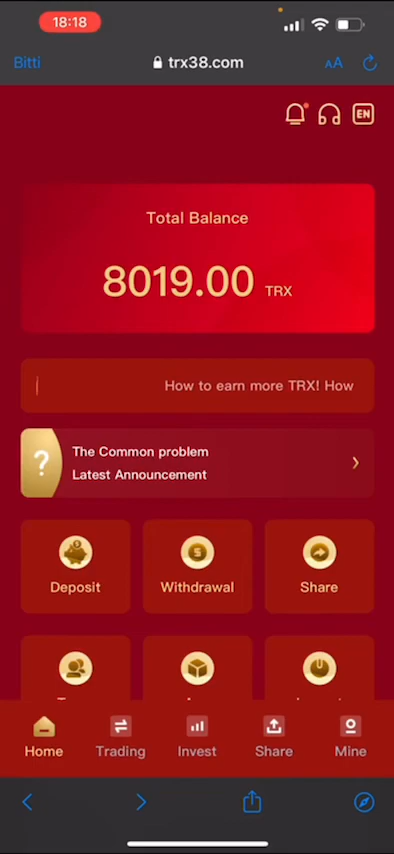 18:18
Bitti
trx38.com
AA
EN
Total Balance
8019.00 TRX
How to earn more TRX! How
The Common problem
Latest Announcement
Deposit
Withdrawal
Share
Home
Trading
Invest
Share
Mine